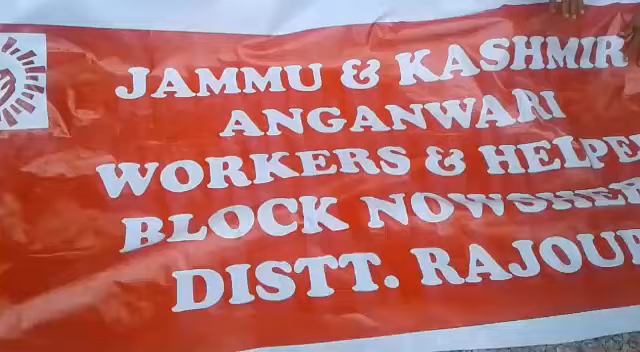 JAMMU & KASHMIR
ANGANWARI
WORKERS & HELPE
BLOCK NOWSHE
DISTT. RAJOU